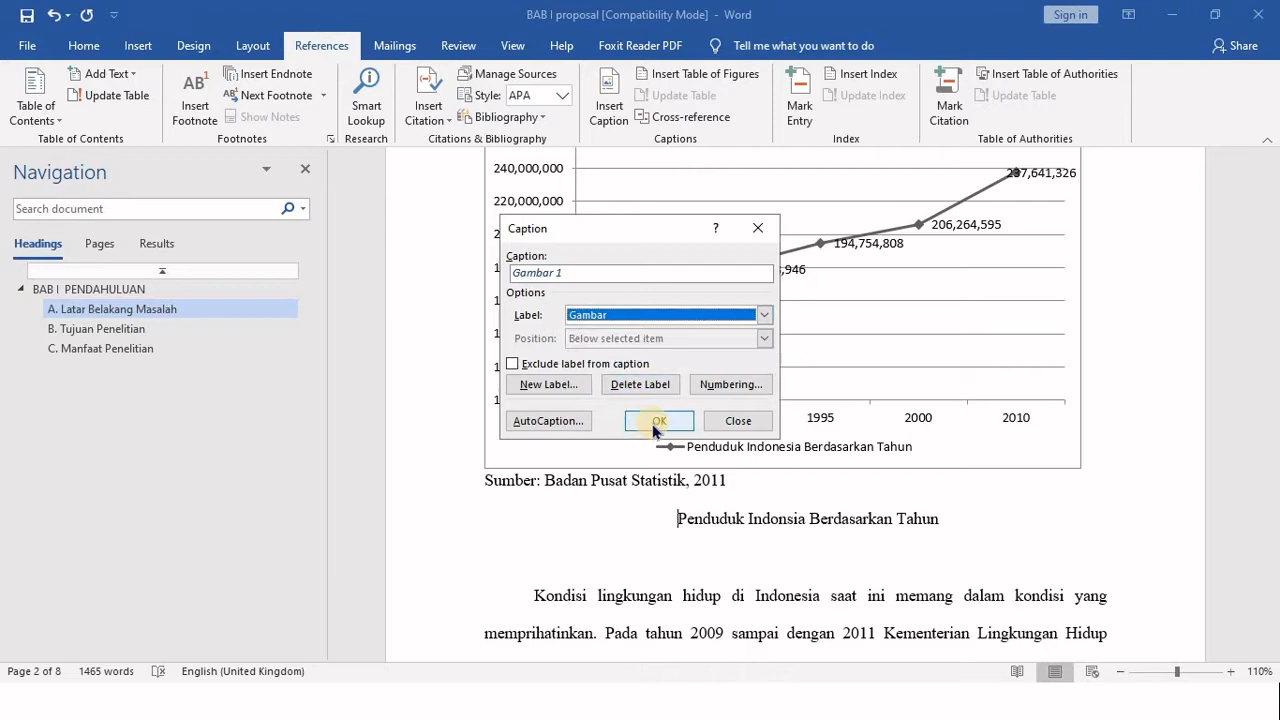 BAB I proposal [Compatibility Mode] - Word
Sign in
File Home Insert Design Layout References Mailings Review View Help Foxit Reader PDF Tell me what you want to do Share
Table of Contents
Add Text
Update Table
Table of Contents
AB1
Insert Footnote
Insert Endnote
Next Footnote
Show Notes
Footnotes
Smart Lookup
Research
Insert Citation
Manage Sources
Style: APA
Bibliography
Citations & Bibliography
Insert Caption
Insert Table of Figures
Update Table
Cross-reference
Captions
Mark Entry
Insert Index
Update Index
Index
Mark Citation
Insert Table of Authorities
Update Table
Table of Authorities
Navigation
Search document
Headings Pages Results
BAB I PENDAHULUAN
A. Latar Belakang Masalah
B. Tujuan Penelitian
C. Manfaat Penelitian
240,000,000
220,000,000
237,641,326
206,264,595
194,754,808
,946
1995 2000 2010
Penduduk Indonesia Berdasarkan Tahun
Caption ?
Caption:
Gambar 1
Options
Label: Gambar
Position: Below selected item
Exclude label from caption
New Label... Delete Label Numbering...
AutoCaption... OK Close
Sumber: Badan Pusat Statistik, 2011
Penduduk Indonsia Berdasarkan Tahun
Kondisi lingkungan hidup di Indonesia saat ini memang dalam kondisi yang
memprihatinkan. Pada tahun 2009 sampai dengan 2011 Kementerian Lingkungan Hidup
Page 2 of 8 1465 words English (United Kingdom) 110%